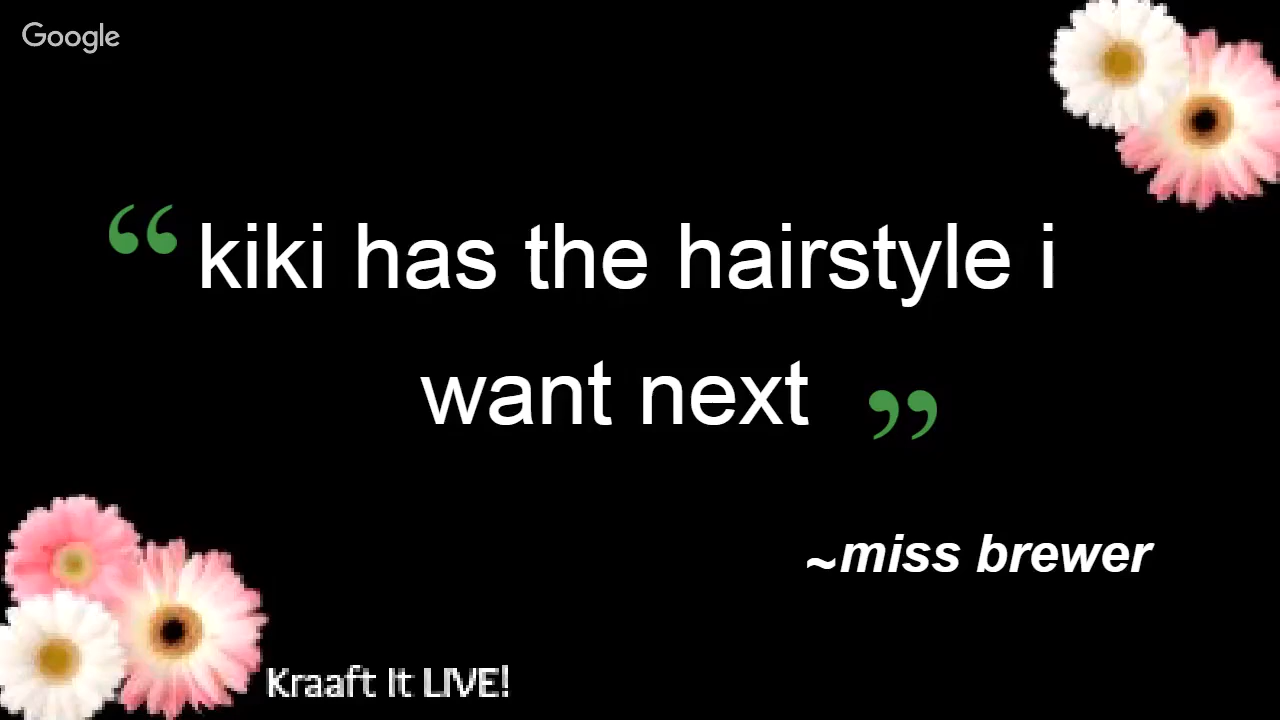 Google
“ kiki has the hairstyle i
want next ”
~miss brewer
Kraaft It LIVE!